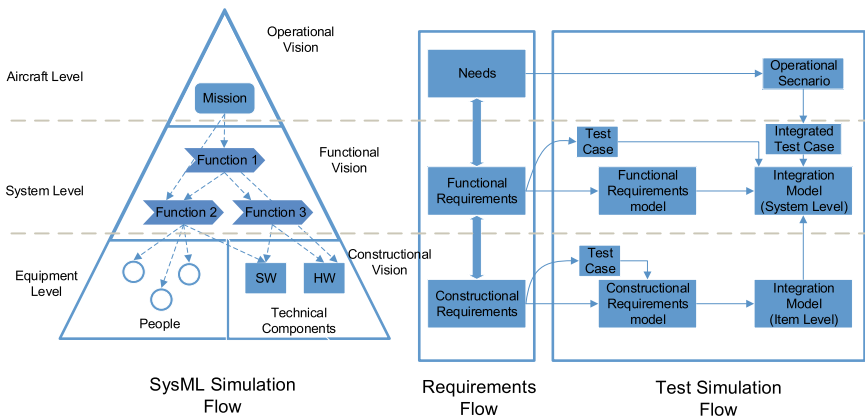 Operational
Vision
Aircraft Level
Mission
Function 1
Functional
Vision
System Level
Function 2
Function 3
Constructional
Vision
Equipment
Level
SW
HW
People
Technical
Components
SysML Simulation
Flow
Needs
Functional
Requirements
Constructional
Requirements
Requirements
Flow
Operational
Secnario
Test
Case
Integrated
Test Case
Functional
Requirements
model
Integration
Model
(System Level)
Test
Case
Constructional
Requirements
model
Integration
Model
(Item Level)
Test Simulation
Flow